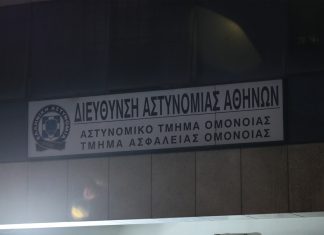 ΔΙΕΥΘΥΝΣΗ ΑΣΤΥΝΟΜΙΑΣ ΑΘΗΝΩΝ
ΑΣΤΥΝΟΜΙΚΟ ΤΜΗΜΑ ΟΜΟΝΟΙΑΣ
ΤΜΗΜΑ ΑΣΦΑΛΕΙΑΣ ΟΜΟΝΟΙΑΣ